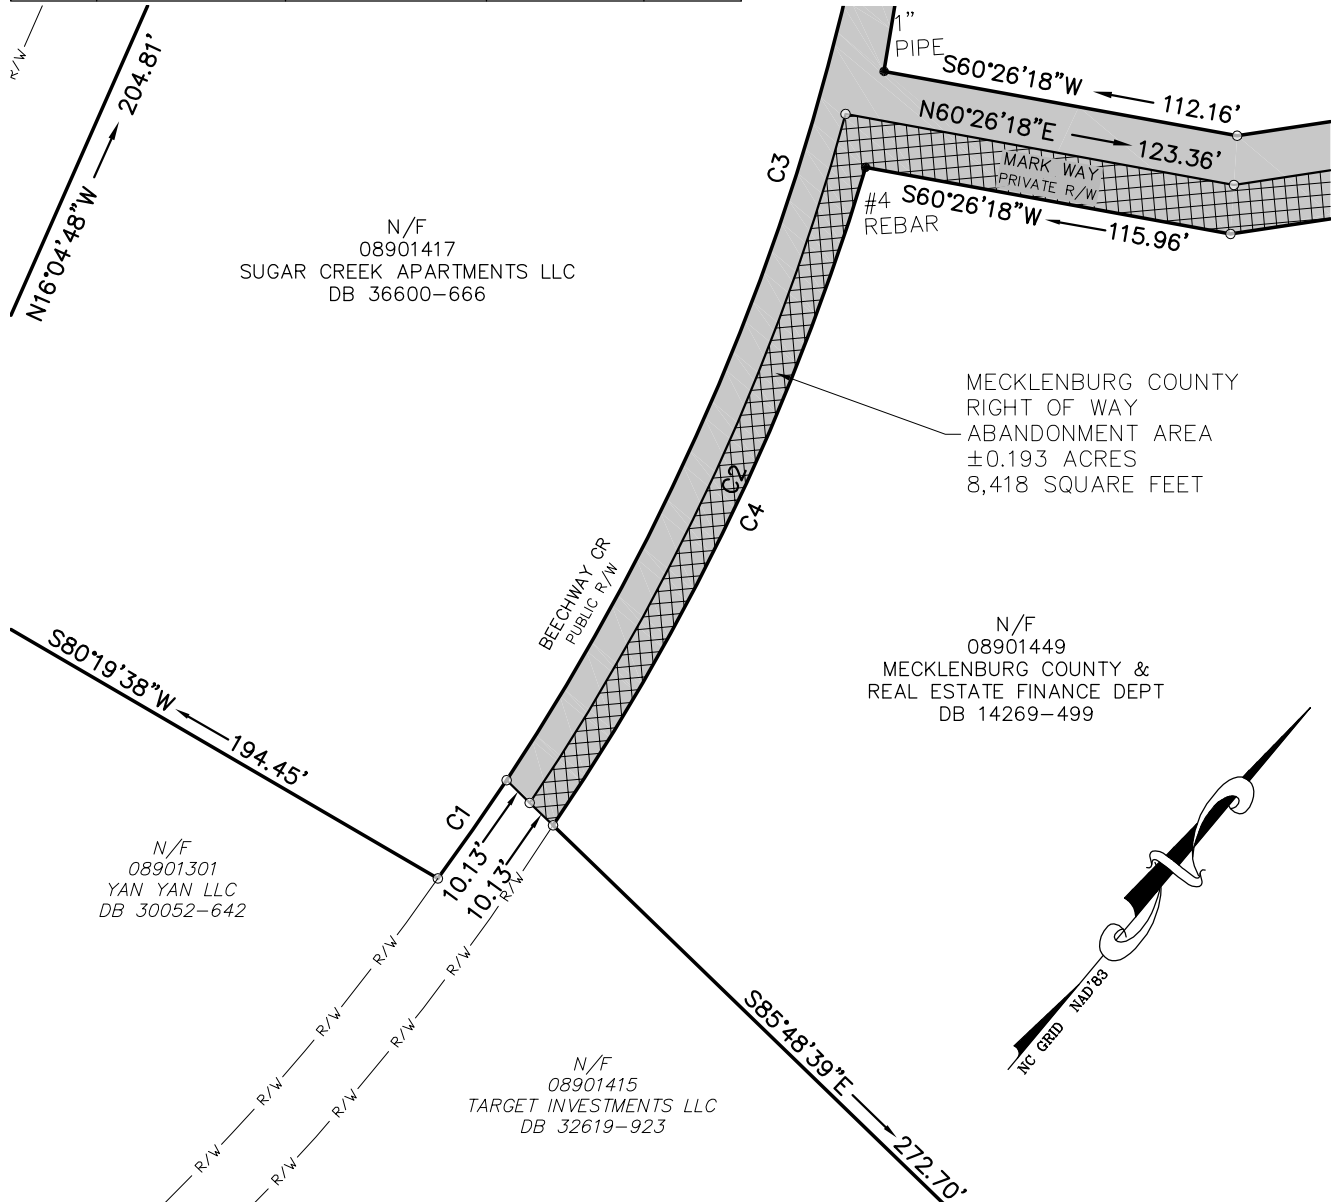 R/W
N16°04'48"W
204.81'
1"
PIPE
S60°26'18"W
112.16'
N60°26'18"E
123.36'
MARK WAY
PRIVATE R/W
C3
#4
REBAR
S60°26'18"W
115.96'
N/F
08901417
SUGAR CREEK APARTMENTS LLC
DB 36600-666
MECKLENBURG COUNTY
RIGHT OF WAY
ABANDONMENT AREA
±0.193 ACRES
8,418 SQUARE FEET
C2
C4
BEECHWAY CR
PUBLIC R/W
N/F
08901449
MECKLENBURG COUNTY &
REAL ESTATE FINANCE DEPT
DB 14269-499
S80°19'38"W
194.45'
C1
10.13'
10.13'
R/W
N/F
08901301
YAN YAN LLC
DB 30052-642
R/W
R/W
R/W
R/W
R/W
R/W
R/W
R/W
N/F
08901415
TARGET INVESTMENTS LLC
DB 32619-923
S85°48'39"E
272.70'
NC GRID NAD'83